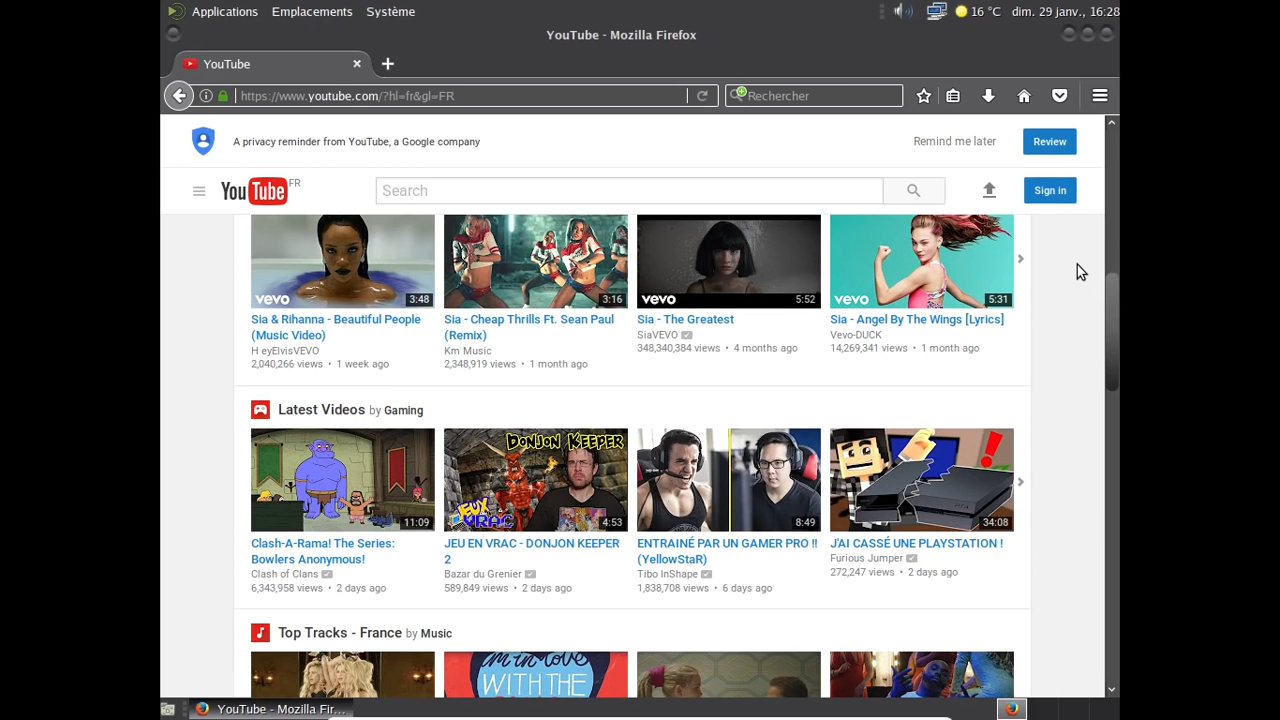 Applications Emplacements Système 16 °C dim. 29 janv., 16:28
YouTube - Mozilla Firefox
YouTube
https://www.youtube.com/?hl=fr&gl=FR Rechercher
A privacy reminder from YouTube, a Google company Remind me later Review
YouTube FR Search Sign in
vevo 3:48 3:16 vevo 5:52 vevo 5:31
Sia & Rihanna - Beautiful People Sia - Cheap Thrills Ft. Sean Paul Sia - The Greatest Sia - Angel By The Wings [Lyrics]
(Music Video) (Remix) SiaVEVO Vevo-DUCK
H eyElvisVEVO Km Music 348,340,384 views • 4 months ago 14,269,341 views • 1 month ago
2,040,266 views • 1 week ago 2,348,919 views • 1 month ago
Latest Videos by Gaming
DONJON KEEPER
JEUX VRAC
11:09 4:53 8:49 34:08
Clash-A-Rama! The Series: JEU EN VRAC - DONJON KEEPER ENTRAINÉ PAR UN GAMER PRO !! J'AI CASSÉ UNE PLAYSTATION !
Bowlers Anonymous! 2 (YellowStaR) Furious Jumper
Clash of Clans Bazar du Grenier Tibo InShape 272,247 views • 2 days ago
6,343,958 views • 2 days ago 589,849 views • 2 days ago 1,838,708 views • 6 days ago
Top Tracks - France by Music
I'm in love
WITH THE
YouTube - Mozilla Fir...